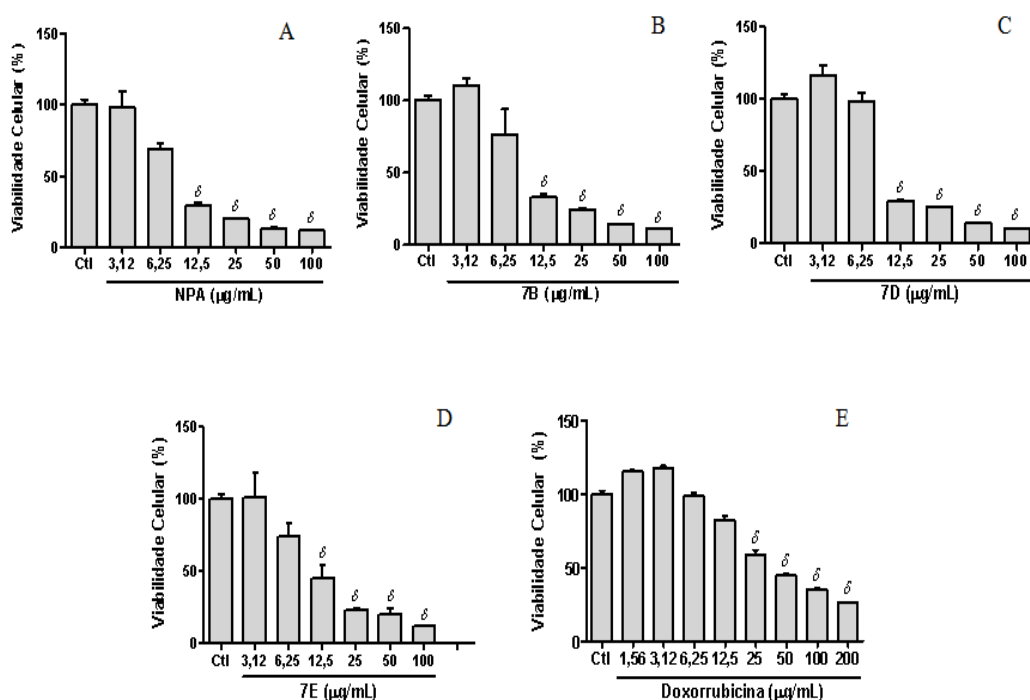 A
Viabilidade Celular (%)
150
100
50
0
δ δ δ δ
Ctl 3,12 6,25 12,5 25 50 100
NPA (µg/mL)
B
Viabilidade Celular (%)
150
100
50
0
δ δ δ δ
Ctl 3,12 6,25 12,5 25 50 100
7B (µg/mL)
C
Viabilidade Celular (%)
150
100
50
0
δ δ δ δ
Ctl 3,12 6,25 12,5 25 50 100
7D (µg/mL)
D
Viabilidade Celular (%)
150
100
50
0
δ δ δ δ
Ctl 3,12 6,25 12,5 25 50 100
7E (µg/mL)
E
Viabilidade Celular (%)
150
100
50
0
δ δ δ δ
Ctl 1,56 3,12 6,25 12,5 25 50 100 200
Doxorrubicina (µg/mL)